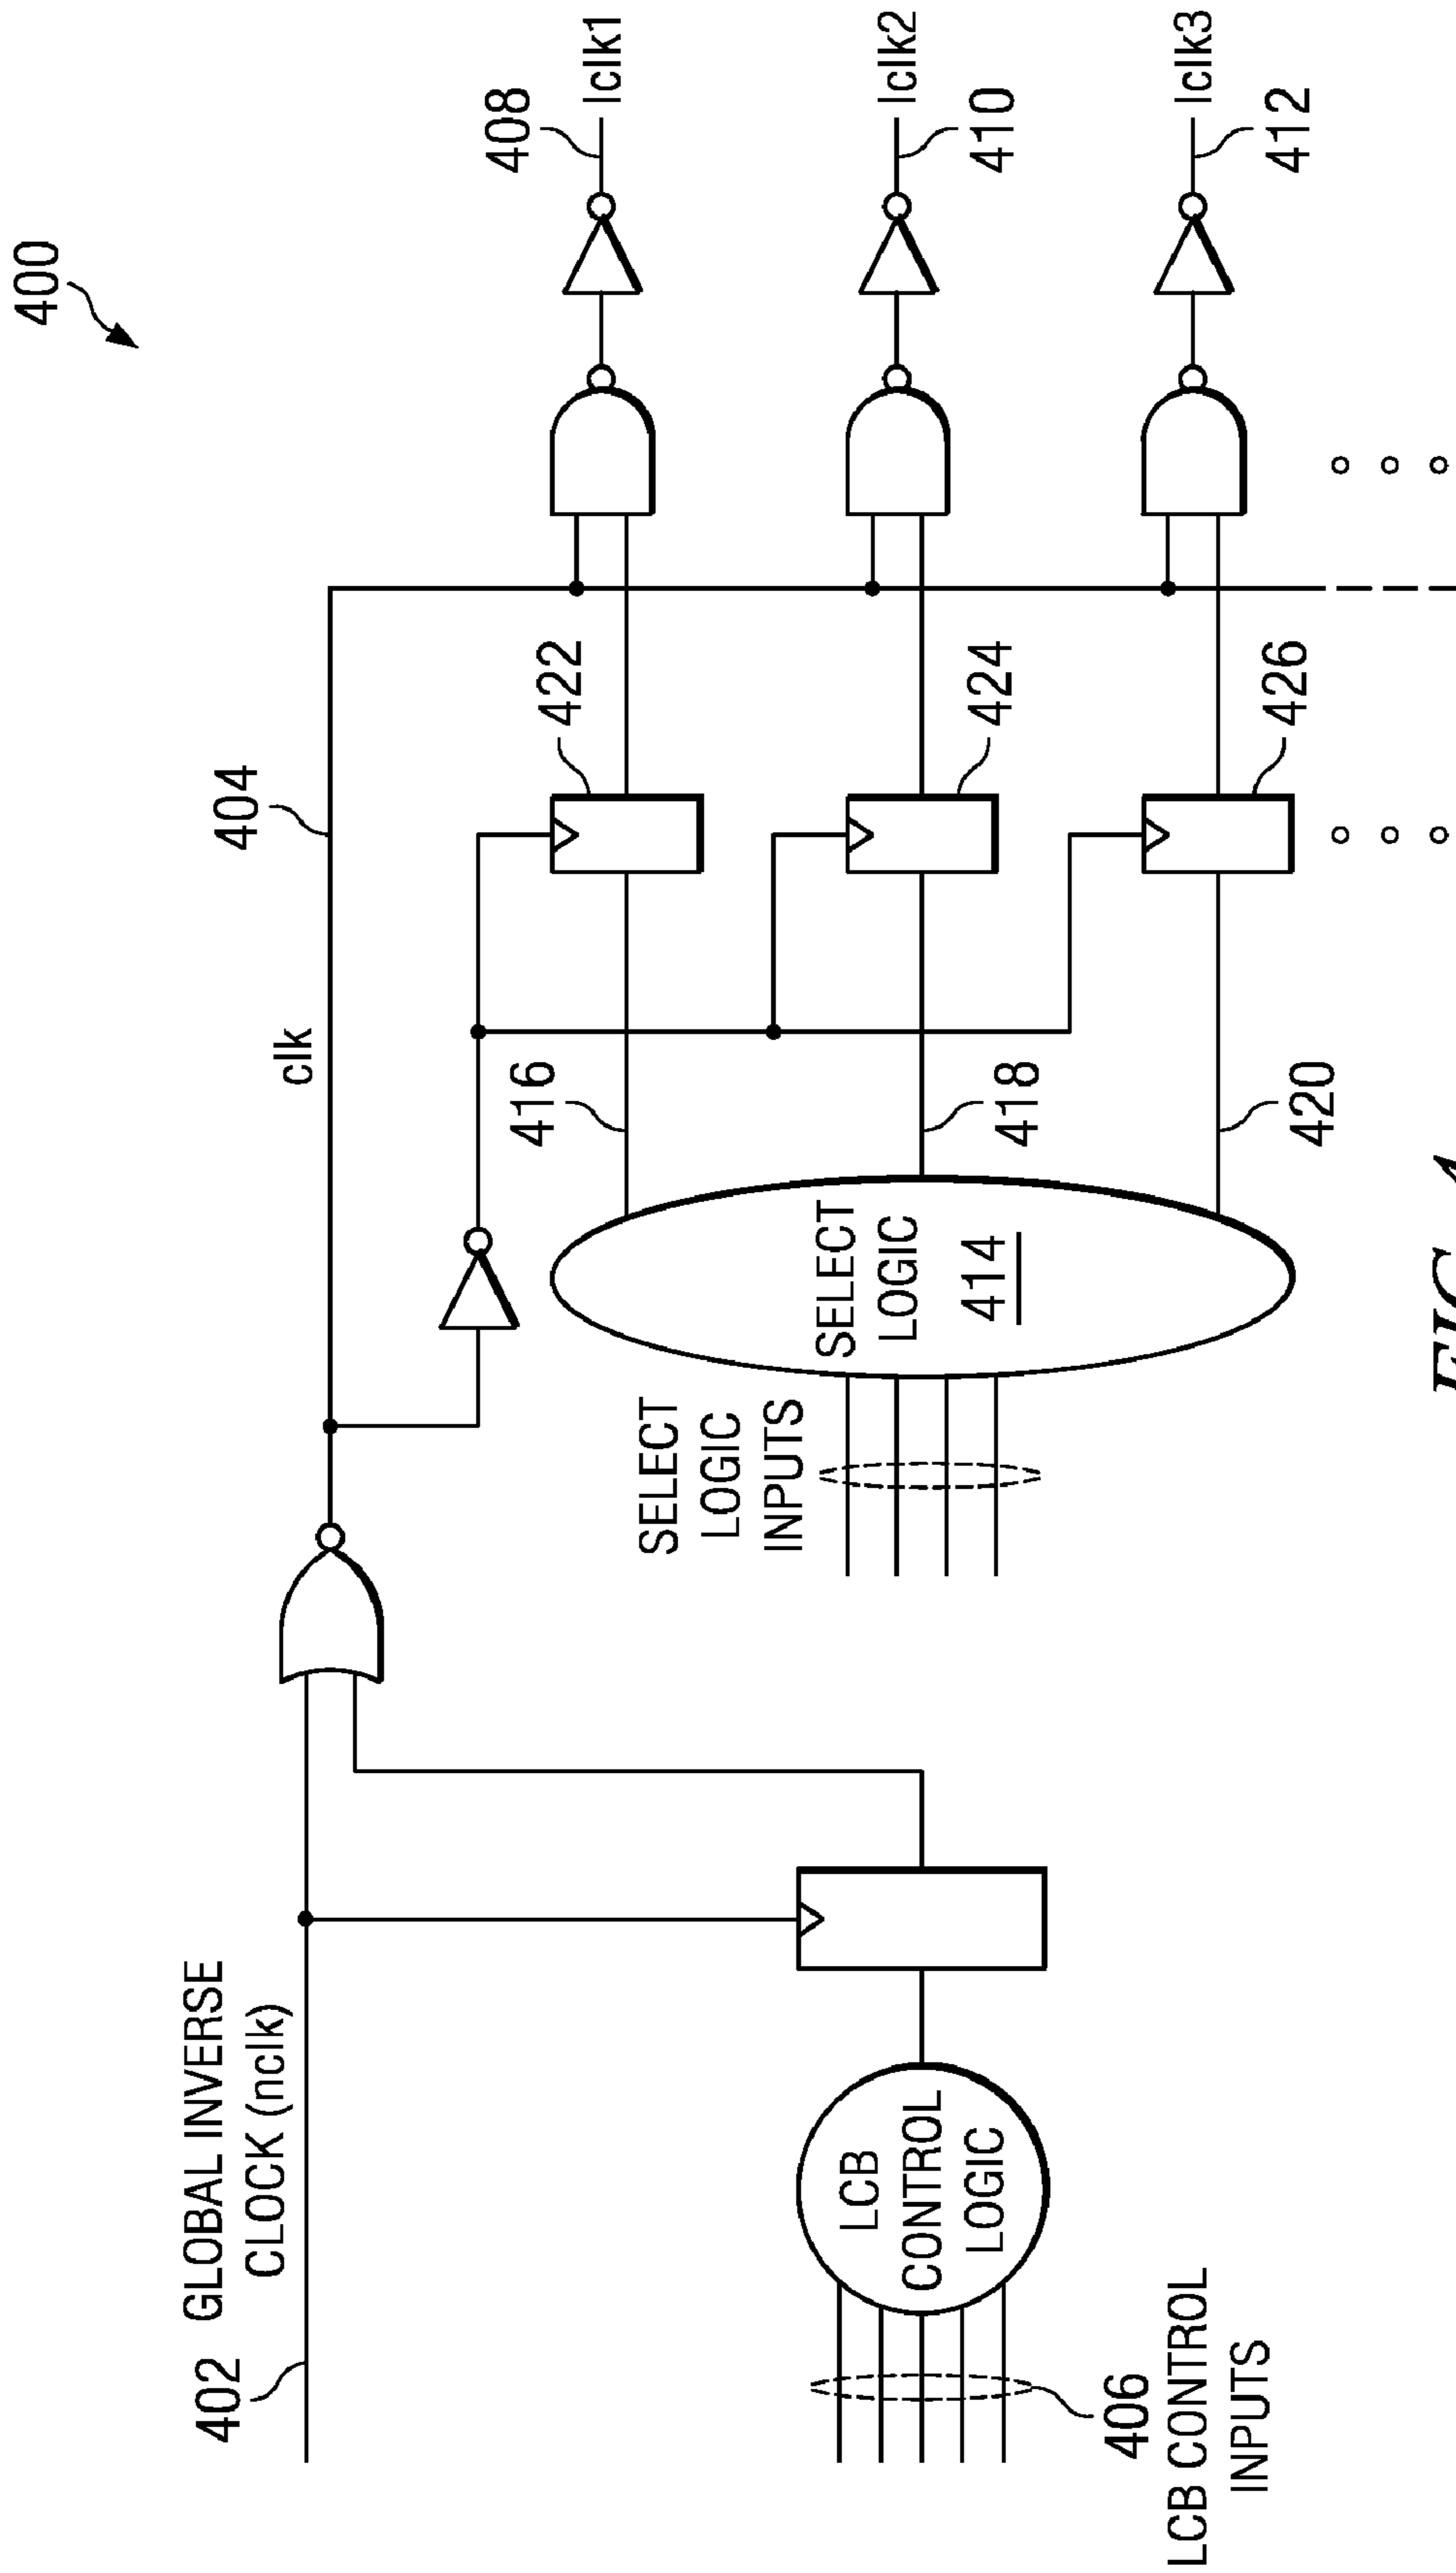 400
402
GLOBAL INVERSE
CLOCK (nclk)
clk
404
408
lclk1
422
416
SELECT
LOGIC
INPUTS
SELECT
LOGIC
414
418
424
410
lclk2
LCB
CONTROL
LOGIC
406
LCB CONTROL
INPUTS
420
426
412
lclk3